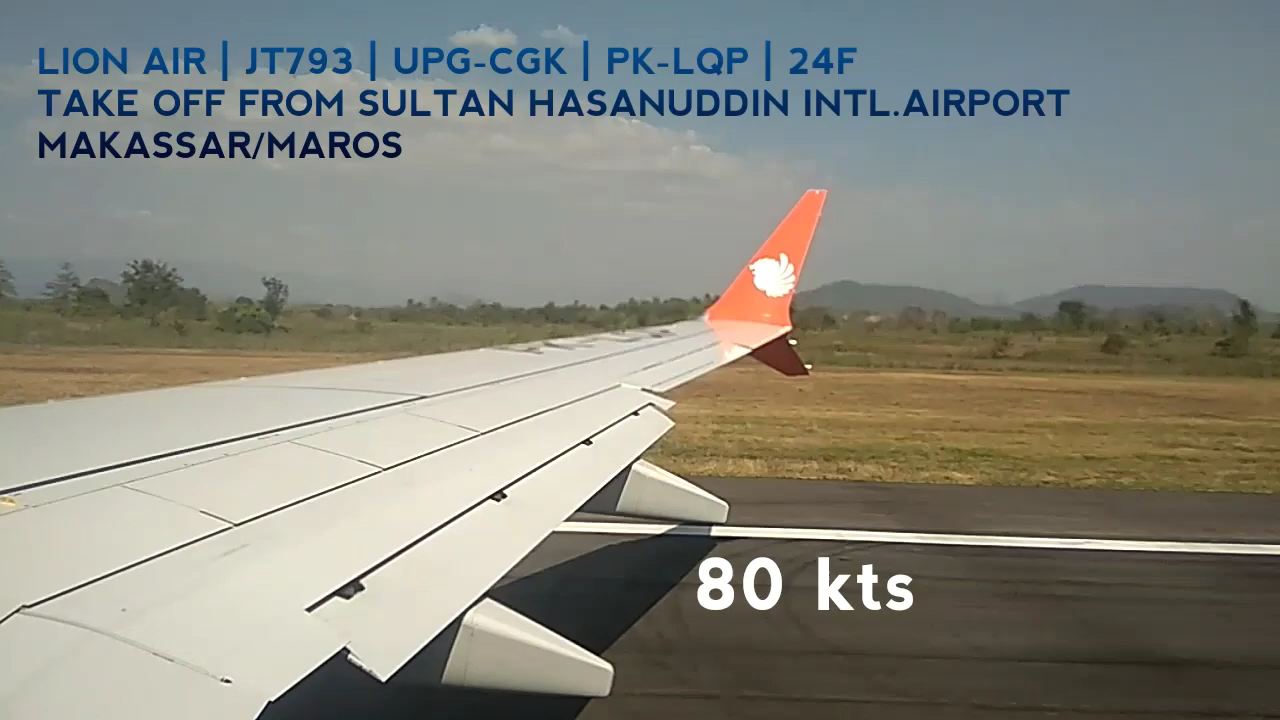 LION AIR | JT793 | UPG-CGK | PK-LQP | 24F
TAKE OFF FROM SULTAN HASANUDDIN INTL.AIRPORT
MAKASSAR/MAROS
80 kts